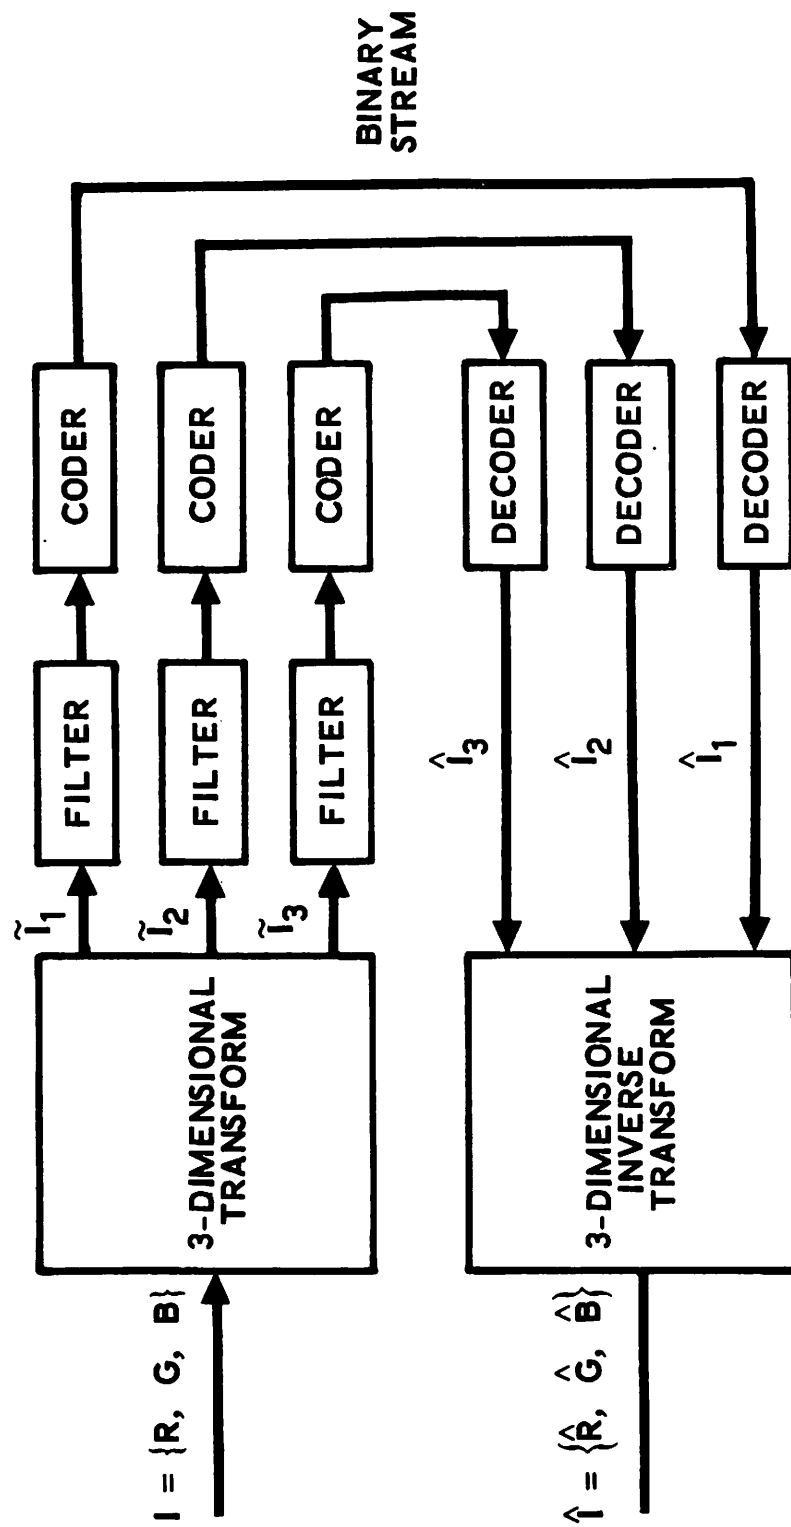 I = {R, G, B}
3-DIMENSIONAL
TRANSFORM
Ĩ₁
Ĩ₂
Ĩ₃
FILTER
FILTER
FILTER
CODER
CODER
CODER
BINARY
STREAM
DECODER
DECODER
DECODER
Î₃
Î₂
Î₁
3-DIMENSIONAL
INVERSE
TRANSFORM
Î = {R̂, Ĝ, B̂}